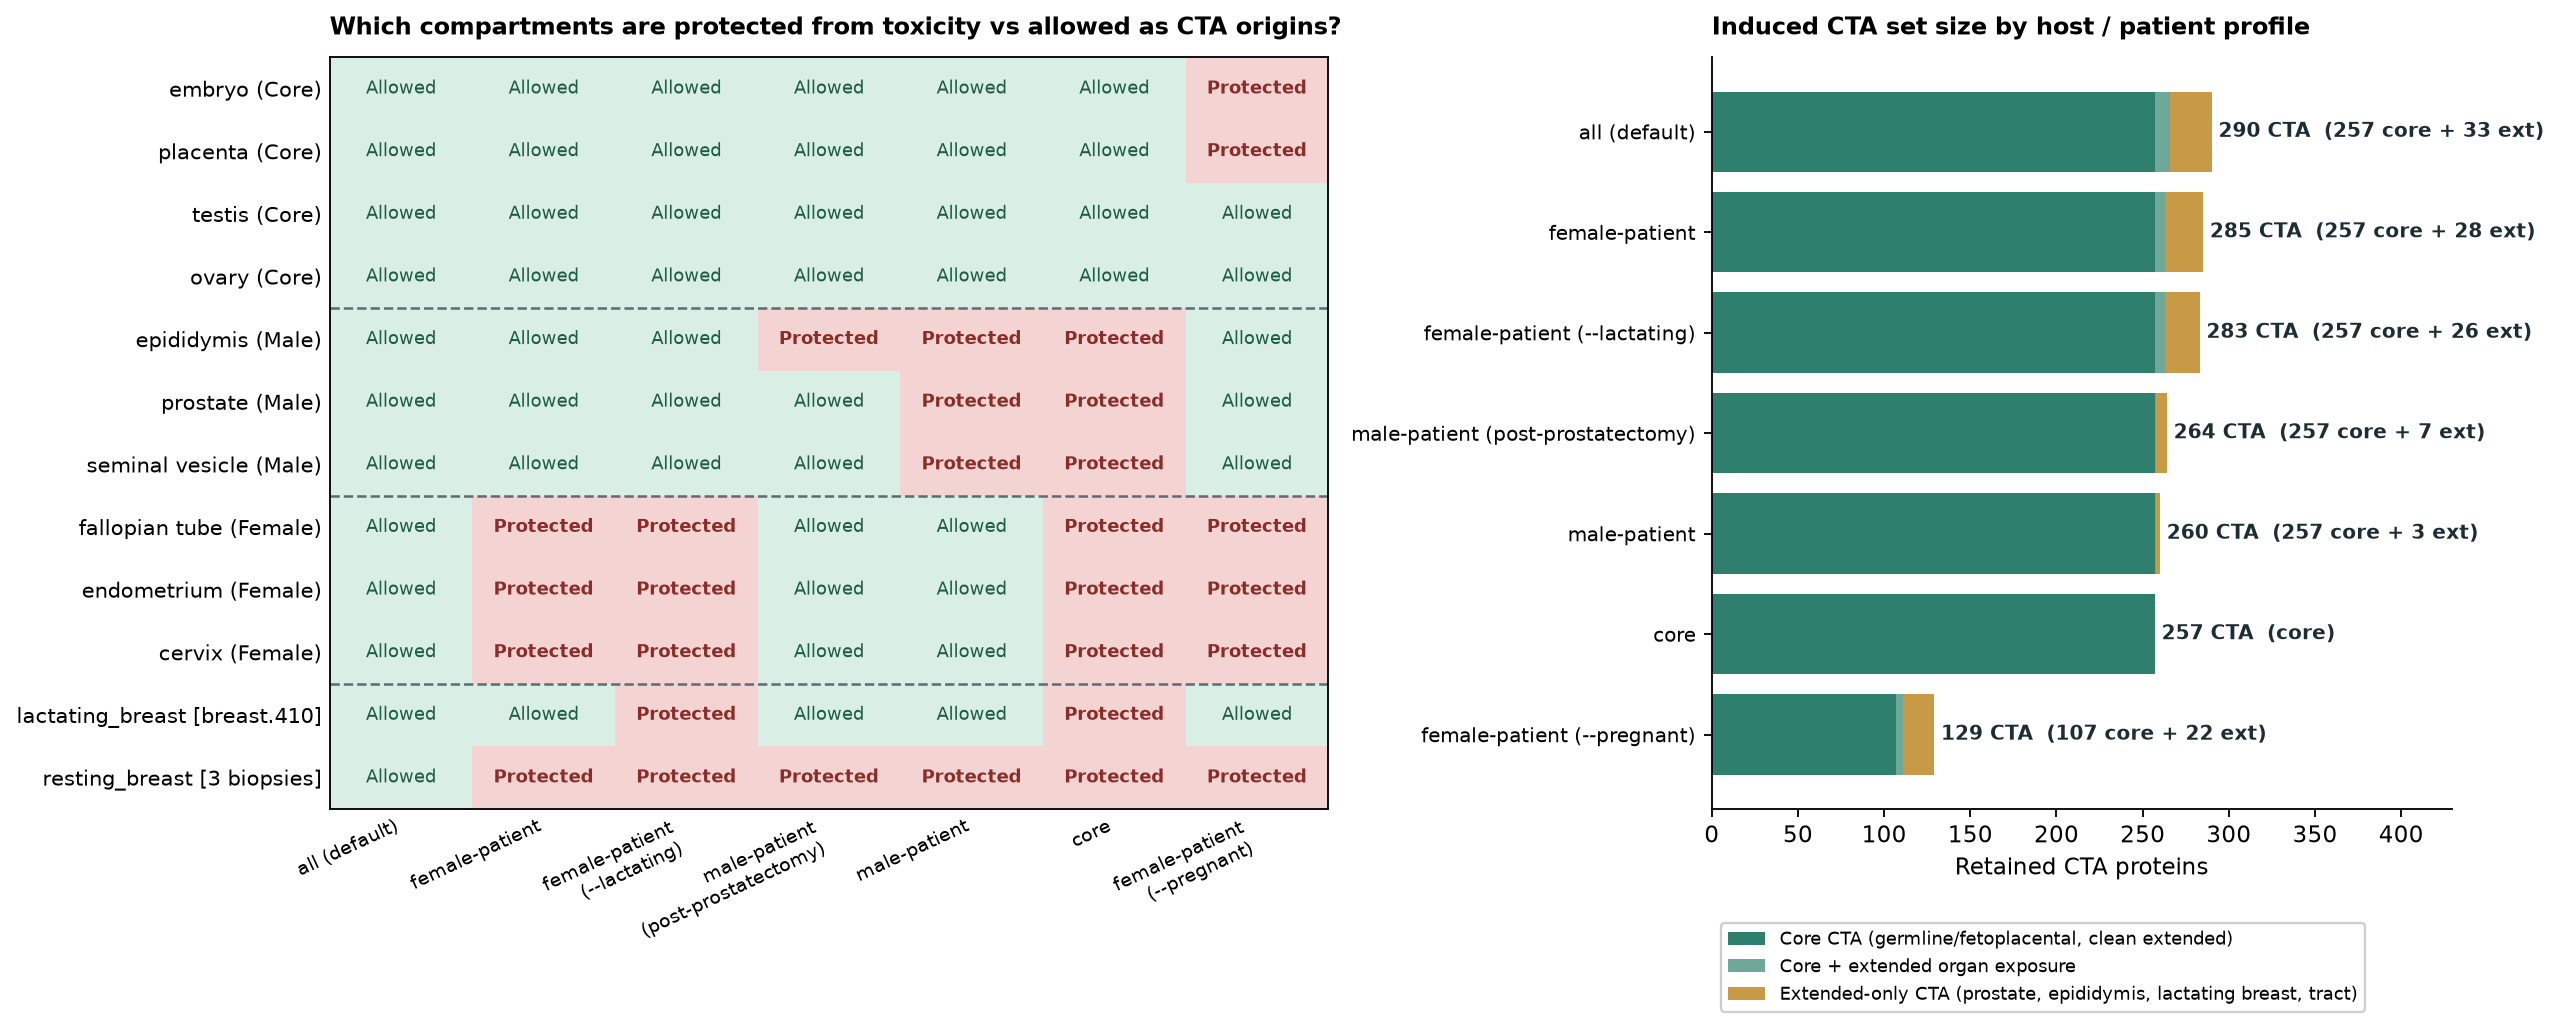 Which compartments are protected from toxicity vs allowed as CTA origins?
embryo (Core) Allowed Allowed Allowed Allowed Allowed Allowed Protected
placenta (Core) Allowed Allowed Allowed Allowed Allowed Allowed Protected
testis (Core) Allowed Allowed Allowed Allowed Allowed Allowed Allowed
ovary (Core) Allowed Allowed Allowed Allowed Allowed Allowed Allowed
epididymis (Male) Allowed Allowed Allowed Protected Protected Protected Allowed
prostate (Male) Allowed Allowed Allowed Allowed Protected Protected Allowed
seminal vesicle (Male) Allowed Allowed Allowed Allowed Protected Protected Allowed
fallopian tube (Female) Allowed Protected Protected Allowed Allowed Protected Protected
endometrium (Female) Allowed Protected Protected Allowed Allowed Protected Protected
cervix (Female) Allowed Protected Protected Allowed Allowed Protected Protected
lactating_breast [breast.410] Allowed Allowed Protected Allowed Allowed Protected Allowed
resting_breast [3 biopsies] Allowed Protected Protected Protected Protected Protected Protected
all (default)
female-patient
female-patient
(--lactating)
male-patient
(post-prostatectomy)
male-patient
core
female-patient
(--pregnant)
Induced CTA set size by host / patient profile
all (default) 290 CTA (257 core + 33 ext)
female-patient 285 CTA (257 core + 28 ext)
female-patient (--lactating) 283 CTA (257 core + 26 ext)
male-patient (post-prostatectomy) 264 CTA (257 core + 7 ext)
male-patient 260 CTA (257 core + 3 ext)
core 257 CTA (core)
female-patient (--pregnant) 129 CTA (107 core + 22 ext)
0 50 100 150 200 250 300 350 400
Retained CTA proteins
Core CTA (germline/fetoplacental, clean extended)
Core + extended organ exposure
Extended-only CTA (prostate, epididymis, lactating breast, tract)